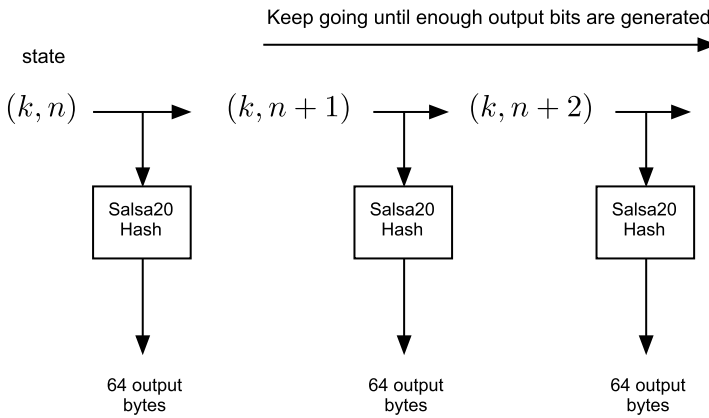 Keep going until enough output bits are generated
state
(k, n)
(k, n + 1)
(k, n + 2)
Salsa20
Hash
Salsa20
Hash
Salsa20
Hash
64 output
bytes
64 output
bytes
64 output
bytes